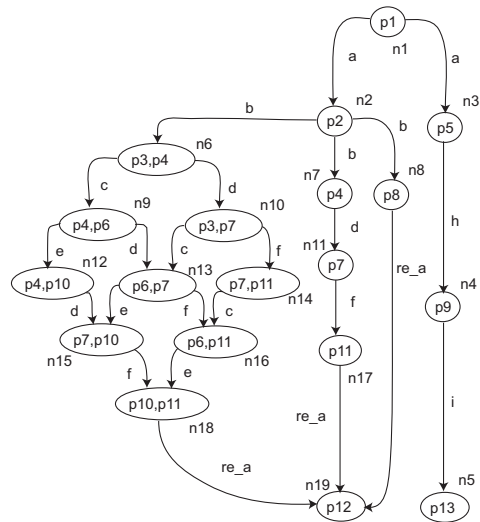 p1
n1
a
a
n2
n3
p2
p5
b
b
b
n6
n7
n8
p3,p4
p4
p8
c
d
d
h
n9
n10
p4,p6
p3,p7
n11
e
d
c
f
p7
re_a
n12
n13
n4
p4,p10
p6,p7
p7,p11
n14
p9
d
e
f
c
f
p7,p10
p6,p11
p11
n15
n16
n17
f
e
i
p10,p11
n18
re_a
re_a
n19
n5
p12
p13